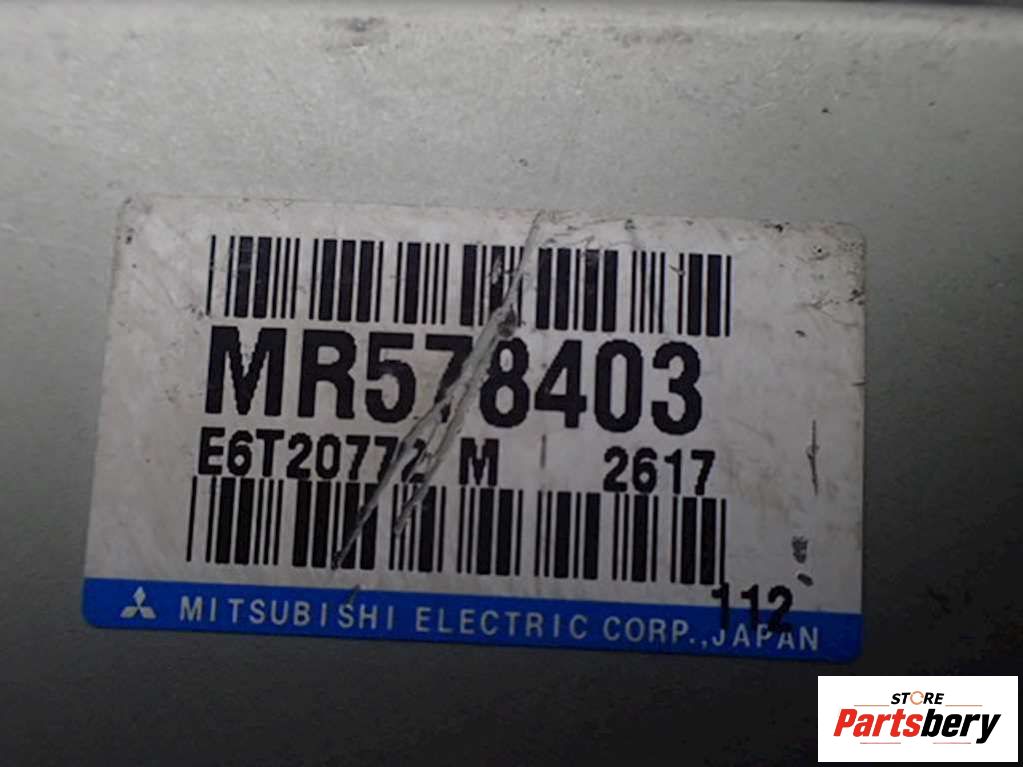 MR578403
E6T20772 M 2617
112
MITSUBISHI ELECTRIC CORP.,JAPAN
STORE
Partsbery